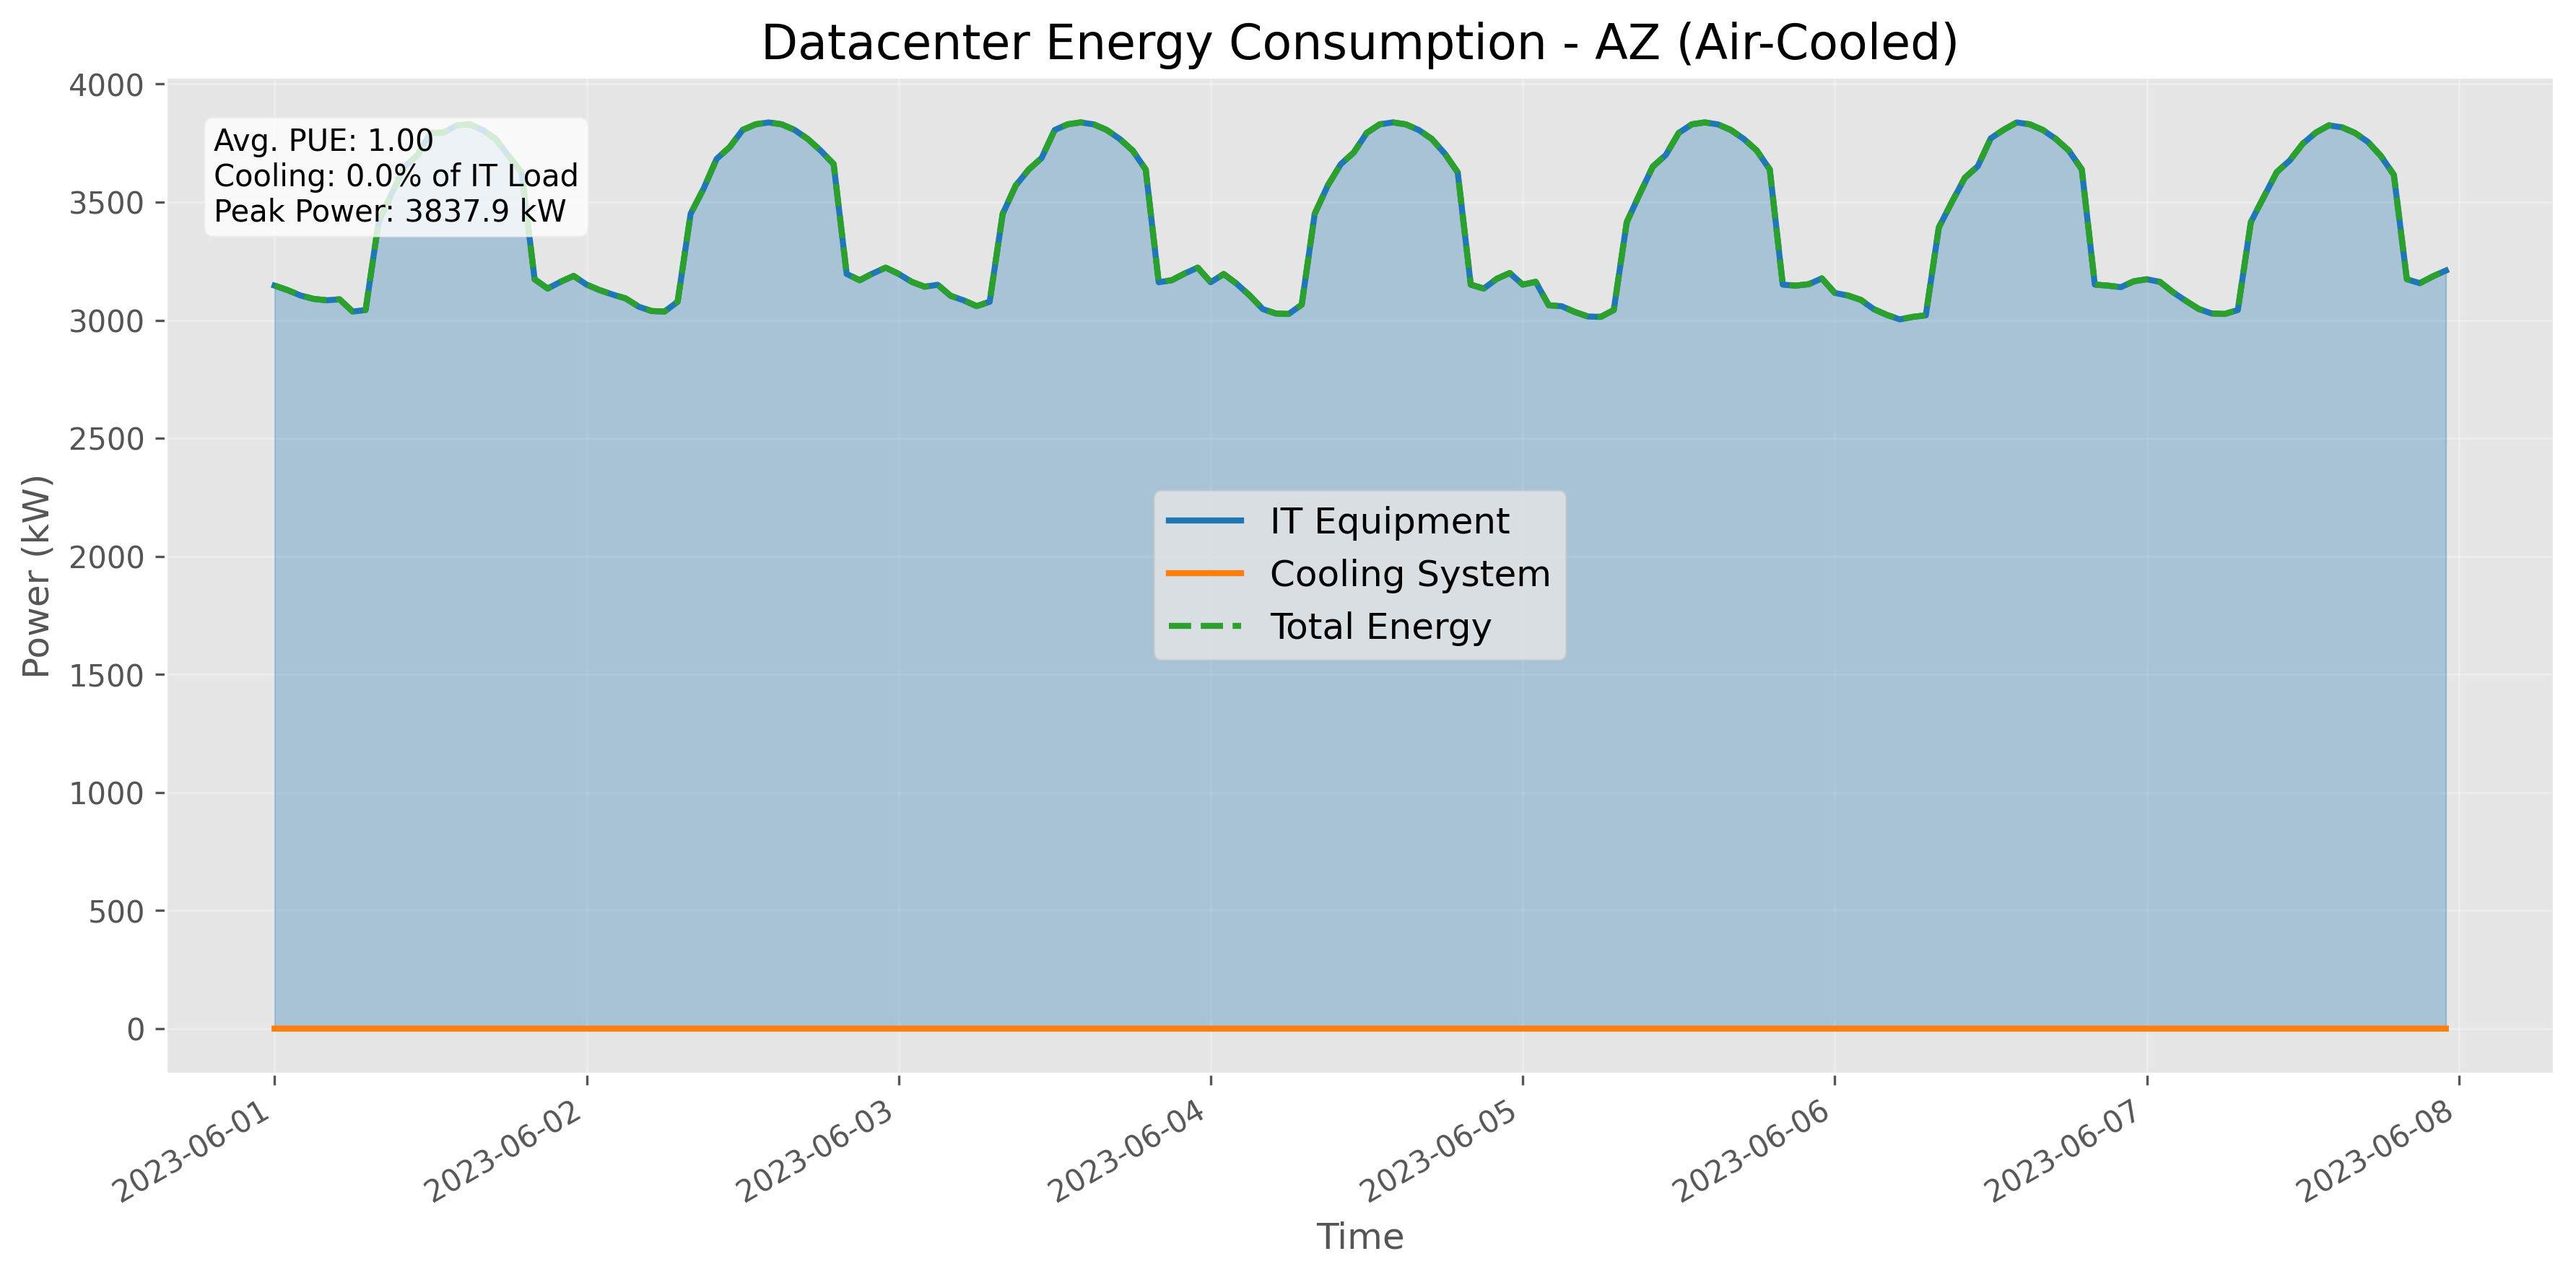 Datacenter Energy Consumption - AZ (Air-Cooled)
4000
3500
3000
2500
2000
1500
1000
500
0
Power (kW)
Avg. PUE: 1.00
Cooling: 0.0% of IT Load
Peak Power: 3837.9 kW
IT Equipment
Cooling System
Total Energy
2023-06-01
2023-06-02
2023-06-03
2023-06-04
2023-06-05
2023-06-06
2023-06-07
2023-06-08
Time